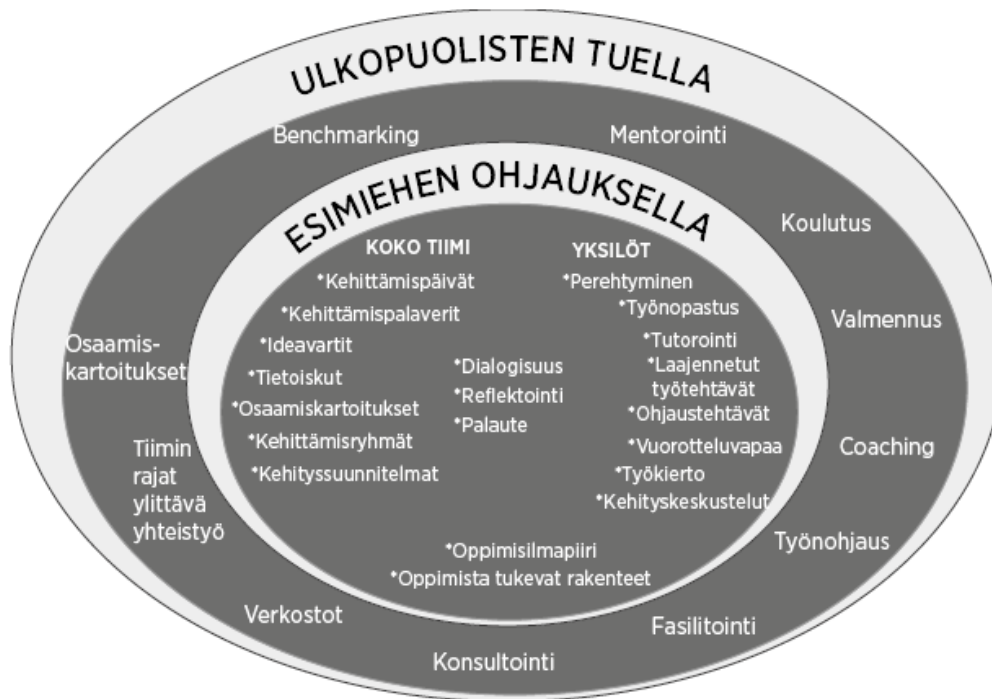 ULKOPUOLISTEN TUELLA
Benchmarking
Mentorointi
Koulutus
Valmennus
Coaching
Työnohjaus
Fasilitointi
Konsultointi
Verkostot
Tiimin
rajat
ylittävä
yhteistyö
Osaamis-
kartoitukset
ESIMIEHEN OHJAUKSELLA
KOKO TIIMI
*Kehittämispäivät
*Kehittämispalaverit
*Ideavartit
*Tietoiskut
*Osaamiskartoitukset
*Kehittämisryhmät
*Kehityssuunnitelmat
*Dialogisuus
*Reflektointi
*Palaute
YKSILÖT
*Perehtyminen
*Työnopastus
*Tutorointi
*Laajennetut
työtehtävät
*Ohjaustehtävät
*Vuorotteluvapaa
*Työkierto
*Kehityskeskustelut
*Oppimisilmapiiri
*Oppimista tukevat rakenteet